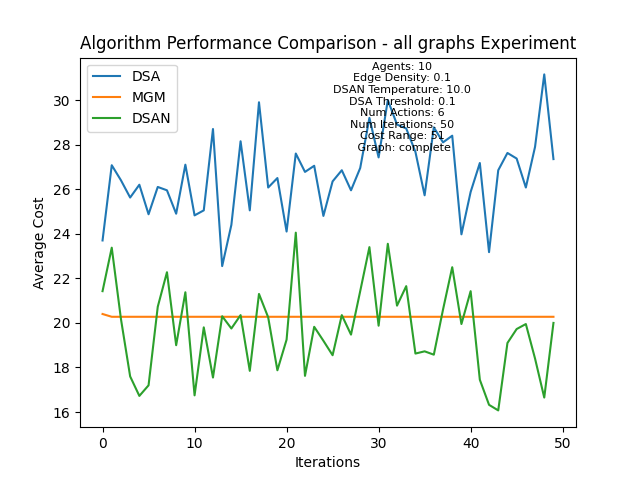 Algorithm Performance Comparison - all graphs Experiment
DSA
MGM
DSAN
Agents: 10
Edge Density: 0.1
DSAN Temperature: 10.0
DSA Threshold: 0.1
Num Actions: 6
Num Iterations: 50
Cost Range: 51
Graph: complete
Average Cost
30
28
26
24
22
20
18
16
0
10
20
30
40
50
Iterations